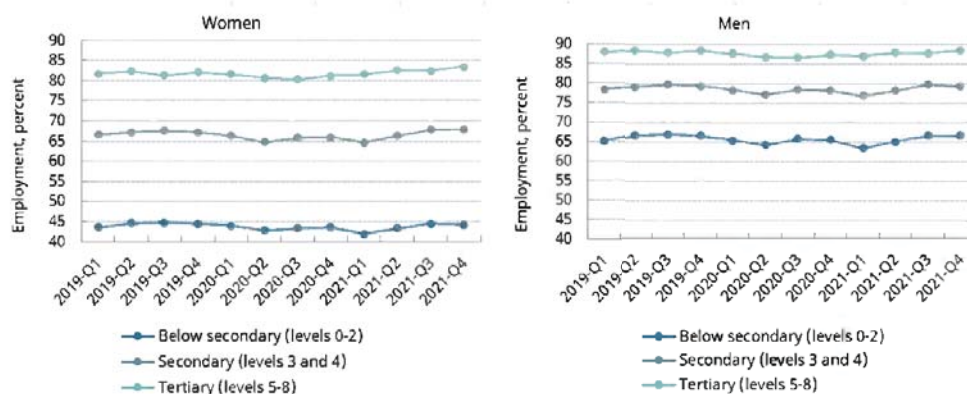 Women
Employment, percent
90
85
80
75
70
65
60
55
50
45
40
2019-Q1
2019-Q2
2019-Q3
2019-Q4
2020-Q1
2020-Q2
2020-Q3
2020-Q4
2021-Q1
2021-Q2
2021-Q3
2021-Q4
Below secondary (levels 0-2)
Secondary (levels 3 and 4)
Tertiary (levels 5-8)
Men
Employment, percent
90
85
80
75
70
65
60
55
50
45
40
2019-Q1
2019-Q2
2019-Q3
2019-Q4
2020-Q1
2020-Q2
2020-Q3
2020-Q4
2021-Q1
2021-Q2
2021-Q3
2021-Q4
Below secondary (levels 0-2)
Secondary (levels 3 and 4)
Tertiary (levels 5-8)